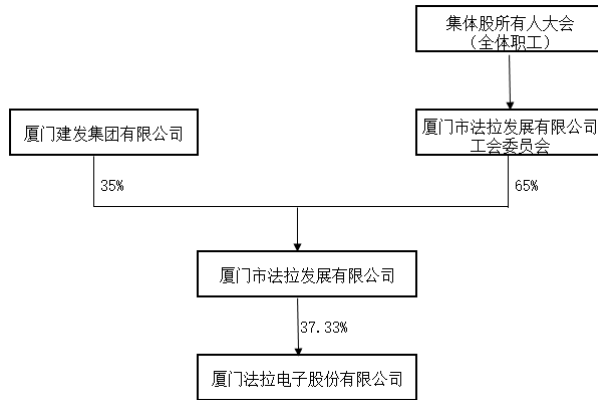 集体股所有人大会
（全体职工）
厦门建发集团有限公司
厦门市法拉发展有限公司
工会委员会
35%
65%
厦门市法拉发展有限公司
37.33%
厦门法拉电子股份有限公司